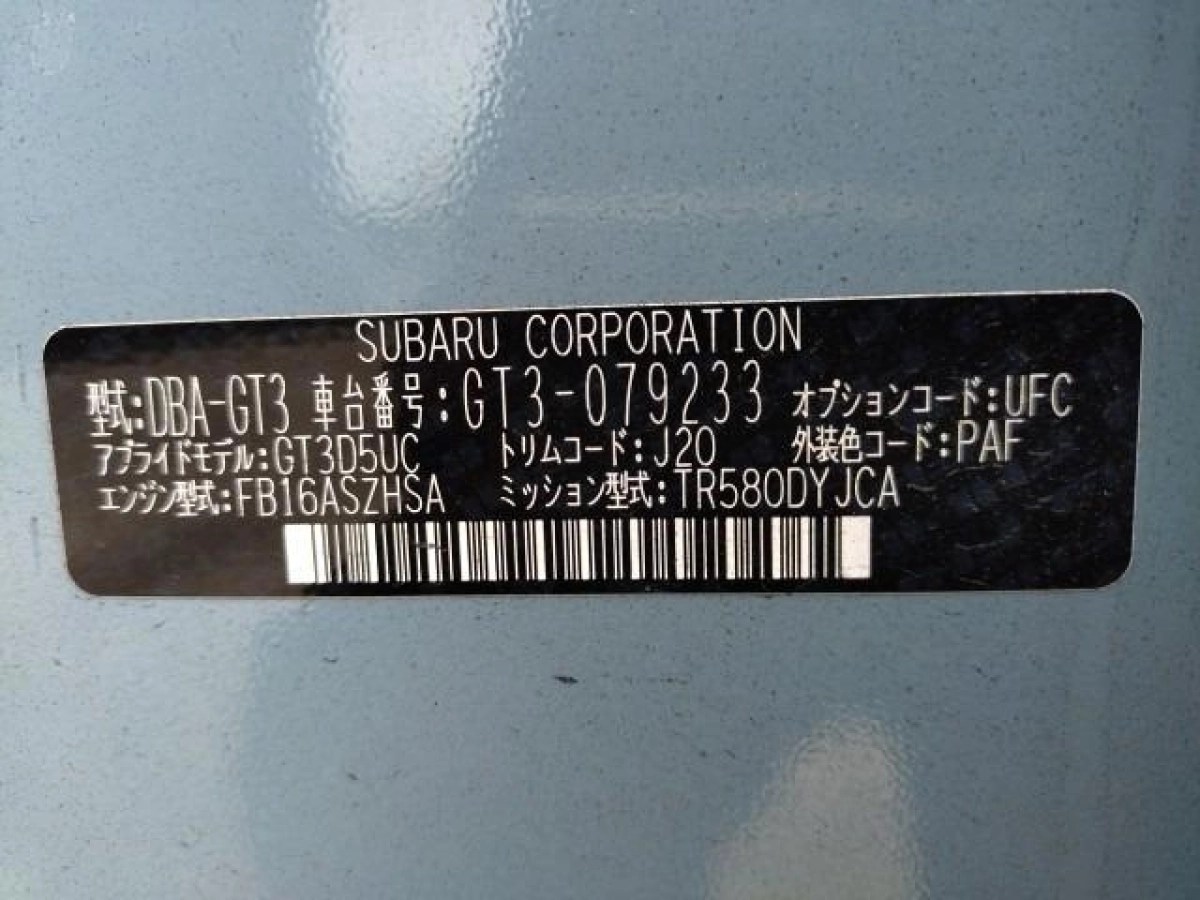 SUBARU CORPORATION
型式:DBA-GT3 車台番号:GT3-079233 オプションコード:UFC
アプライドモデル:GT3D5UC トリムコード:J20 外装色コード:PAF
エンジン型式:FB16ASZHSA ミッション型式:TR580DYJCA